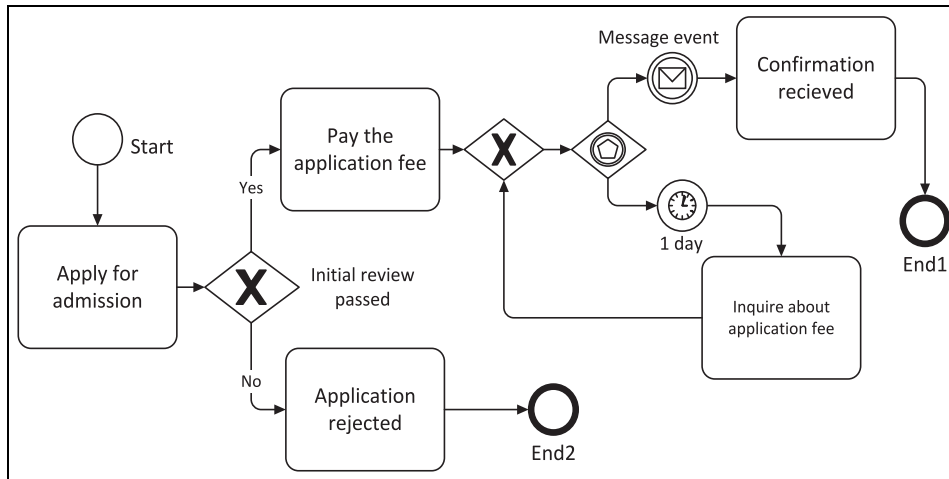 Start
Apply for
admission
Yes
No
Initial review
passed
Pay the
application fee
Application
rejected
End2
Message event
1 day
Confirmation
recieved
Inquire about
application fee
End1